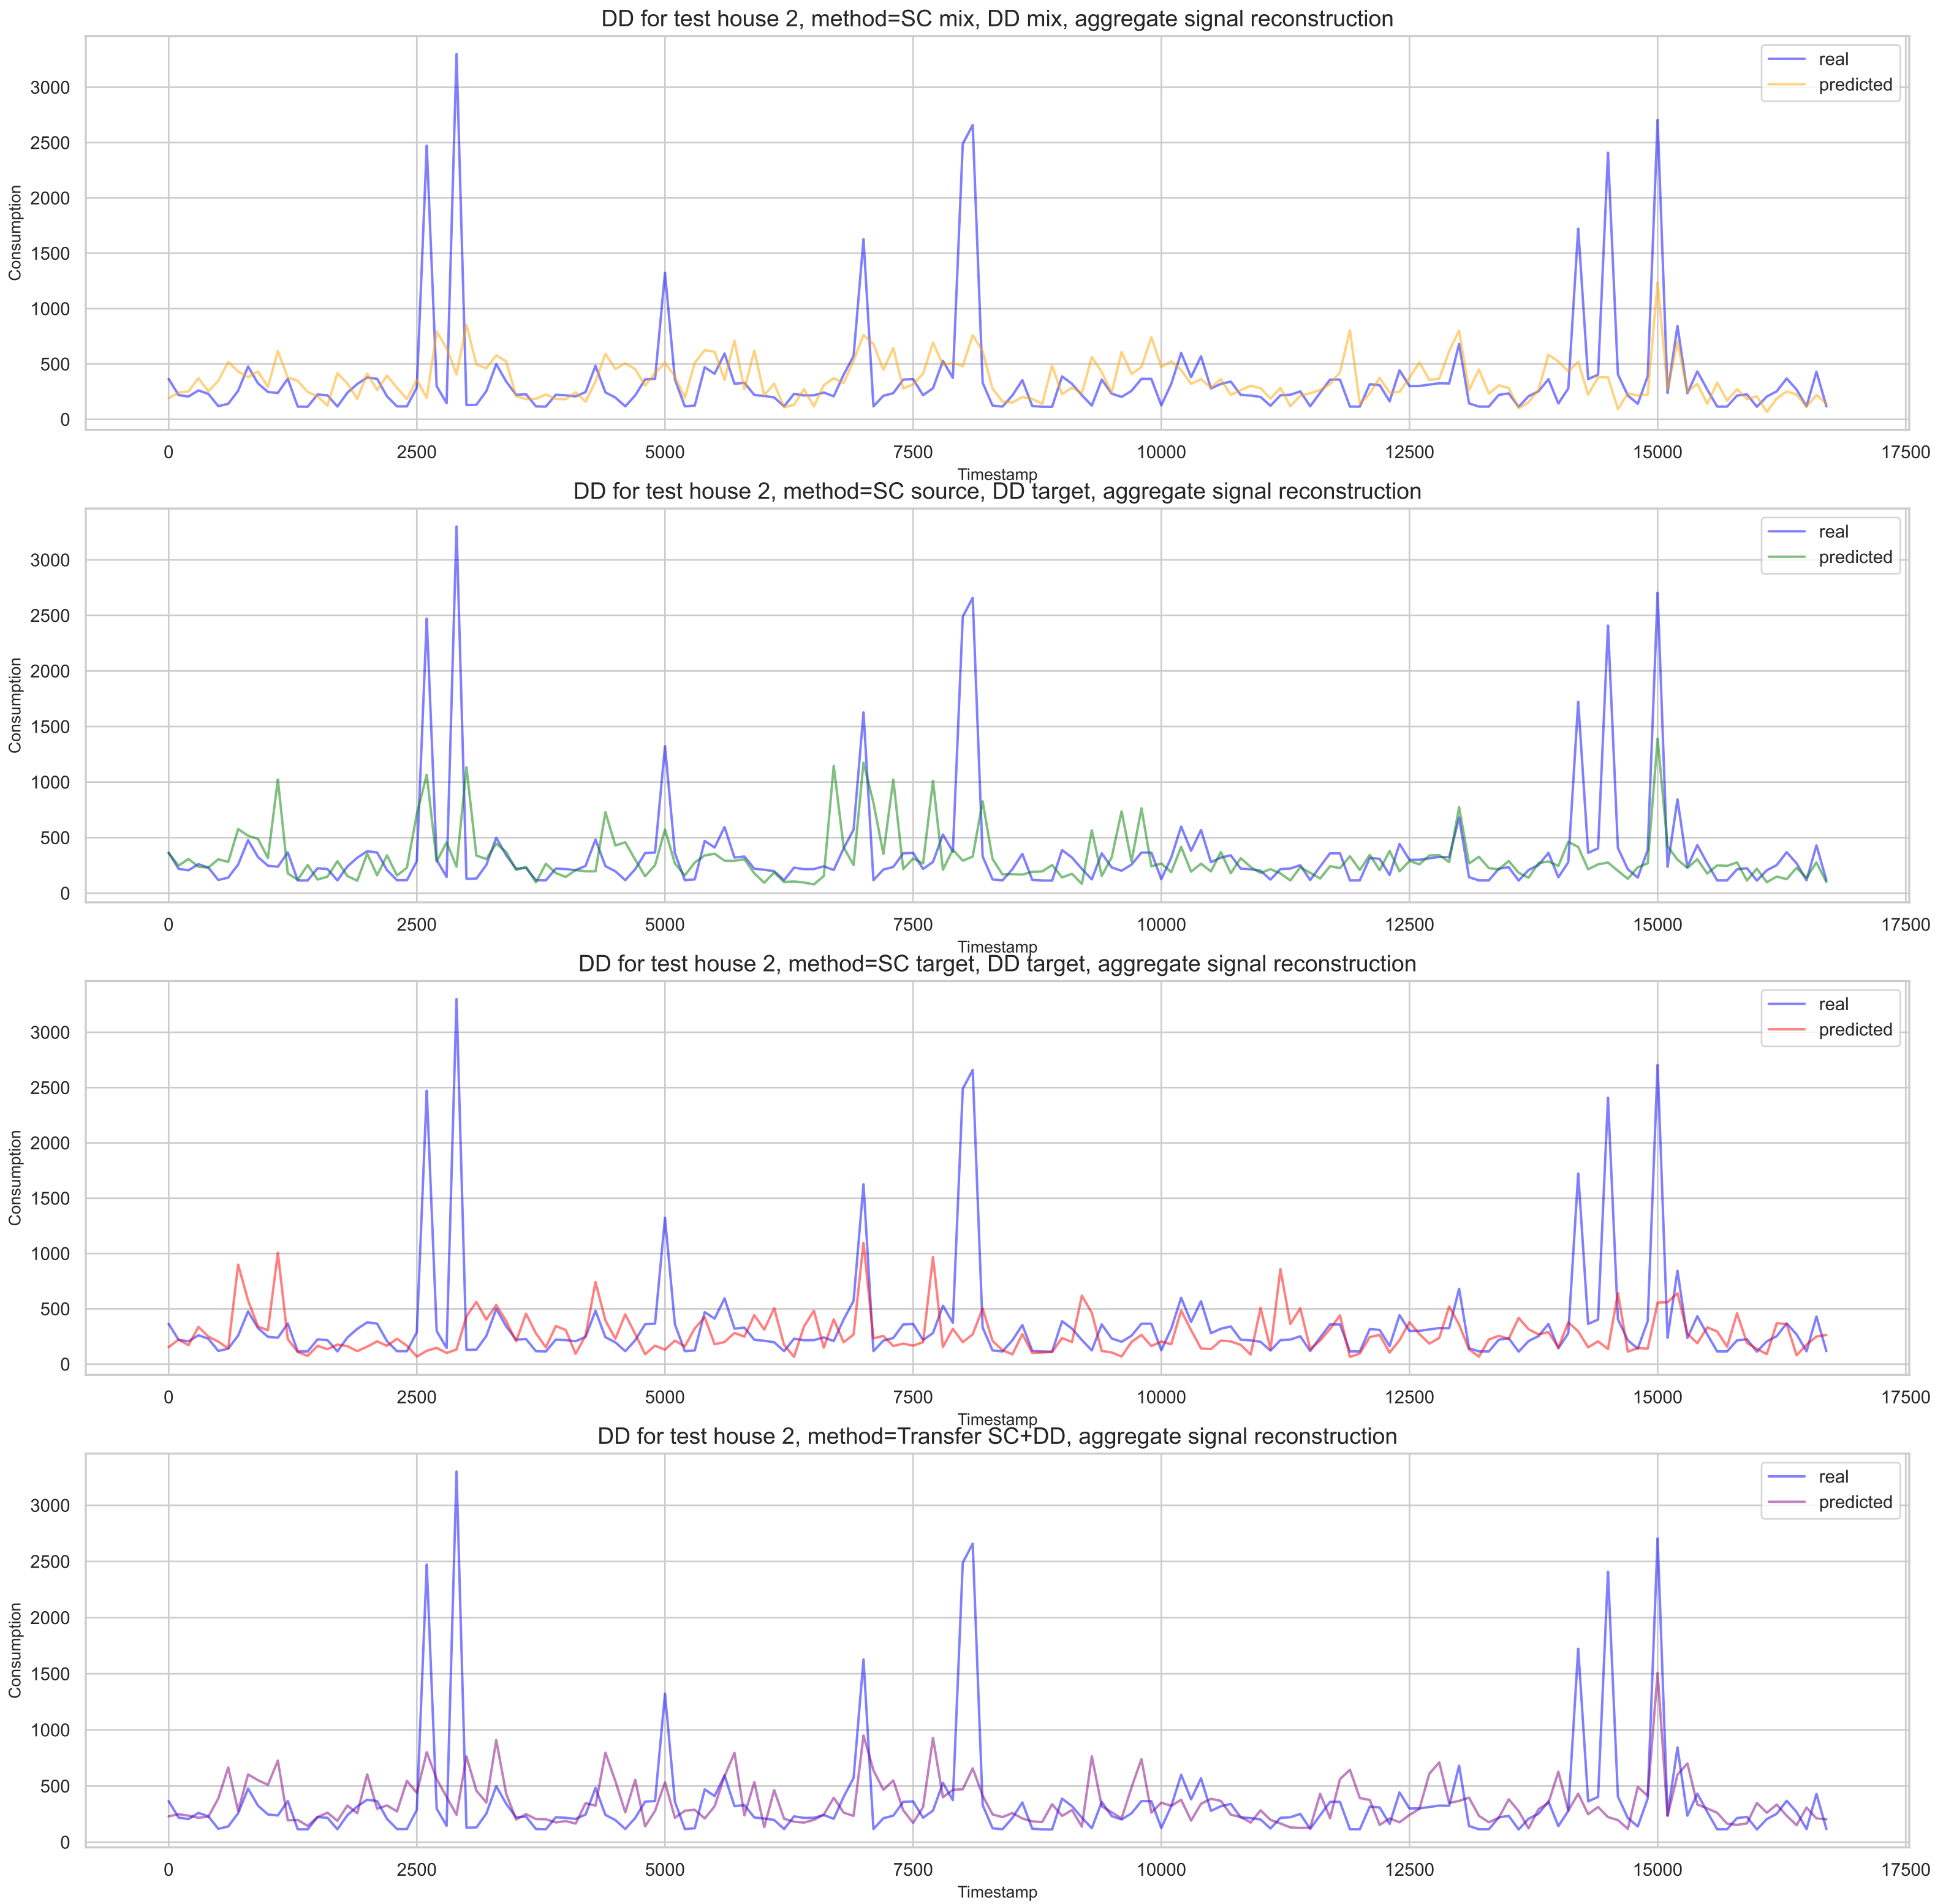 DD for test house 2, method=SC mix, DD mix, aggregate signal reconstruction
real
predicted
3000
2500
2000
1500
1000
500
0
Consumption
0 2500 5000 7500 10000 12500 15000 17500
Timestamp
DD for test house 2, method=SC source, DD target, aggregate signal reconstruction
real
predicted
3000
2500
2000
1500
1000
500
0
Consumption
0 2500 5000 7500 10000 12500 15000 17500
Timestamp
DD for test house 2, method=SC target, DD target, aggregate signal reconstruction
real
predicted
3000
2500
2000
1500
1000
500
0
Consumption
0 2500 5000 7500 10000 12500 15000 17500
Timestamp
DD for test house 2, method=Transfer SC+DD, aggregate signal reconstruction
real
predicted
3000
2500
2000
1500
1000
500
0
Consumption
0 2500 5000 7500 10000 12500 15000 17500
Timestamp